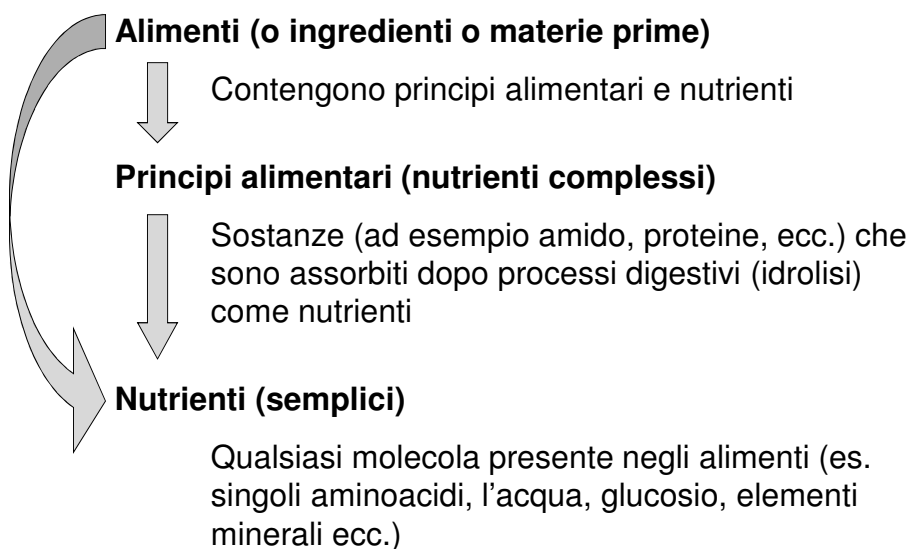 Alimenti (o ingredienti o materie prime)
Contengono principi alimentari e nutrienti
Principi alimentari (nutrienti complessi)
Sostanze (ad esempio amido, proteine, ecc.) che
sono assorbiti dopo processi digestivi (idrolisi)
come nutrienti
Nutrienti (semplici)
Qualsiasi molecola presente negli alimenti (es.
singoli aminoacidi, l'acqua, glucosio, elementi
minerali ecc.)